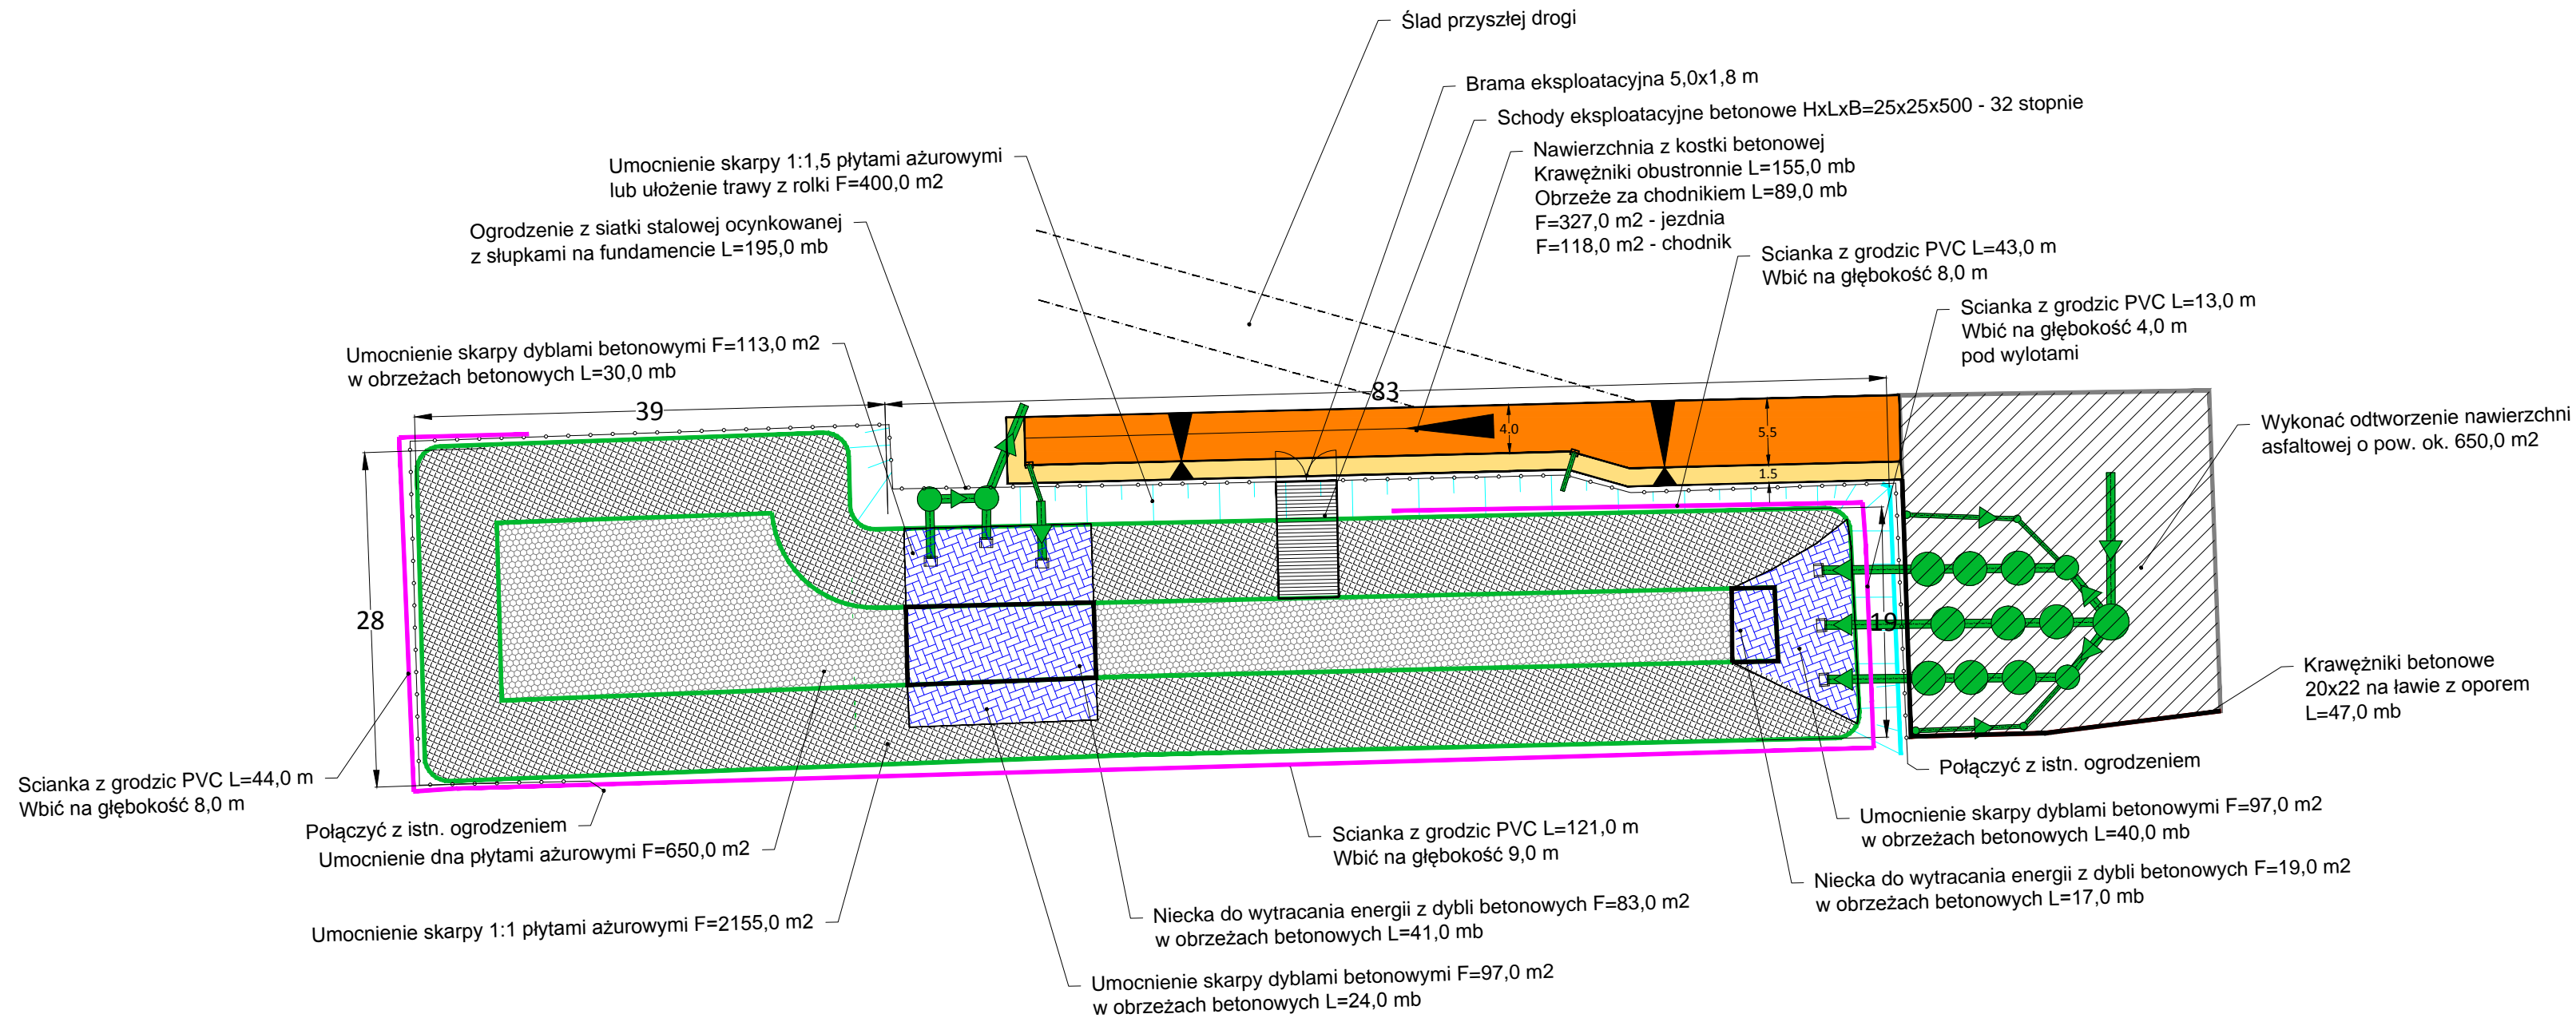 Ślad przyszłej drogi
Brama eksploatacyjna 5,0x1,8 m
Schody eksploatacyjne betonowe HxLxB=25x25x500 - 32 stopnie
Nawierzchnia z kostki betonowej
Krawężniki obustronnie L=155,0 mb
Obrzeże za chodnikiem L=89,0 mb
F=327,0 m2 - jezdnia
F=118,0 m2 - chodnik
Umocnienie skarpy 1:1,5 płytami ażurowymi
lub ułożenie trawy z rolki F=400,0 m2
Ogrodzenie z siatki stalowej ocynkowanej
z słupkami na fundamencie L=195,0 mb
Scianka z grodzic PVC L=43,0 m
Wbić na głębokość 8,0 m
Scianka z grodzic PVC L=13,0 m
Wbić na głębokość 4,0 m
pod wylotami
Umocnienie skarpy dyblami betonowymi F=113,0 m2
w obrzeżach betonowych L=30,0 mb
39
83
4.0
5.5
1.5
28
19
Wykonać odtworzenie nawierzchni
asfaltowej o pow. ok. 650,0 m2
Krawężniki betonowe
20x22 na ławie z oporem
L=47,0 mb
Scianka z grodzic PVC L=44,0 m
Wbić na głębokość 8,0 m
Połączyć z istn. ogrodzeniem
Połączyć z istn. ogrodzeniem
Umocnienie dna płytami ażurowymi F=650,0 m2
Umocnienie skarpy 1:1 płytami ażurowymi F=2155,0 m2
Scianka z grodzic PVC L=121,0 m
Wbić na głębokość 9,0 m
Umocnienie skarpy dyblami betonowymi F=97,0 m2
w obrzeżach betonowych L=40,0 mb
Niecka do wytracania energii z dybli betonowych F=19,0 m2
w obrzeżach betonowych L=17,0 mb
Niecka do wytracania energii z dybli betonowych F=83,0 m2
w obrzeżach betonowych L=41,0 mb
Umocnienie skarpy dyblami betonowymi F=97,0 m2
w obrzeżach betonowych L=24,0 mb